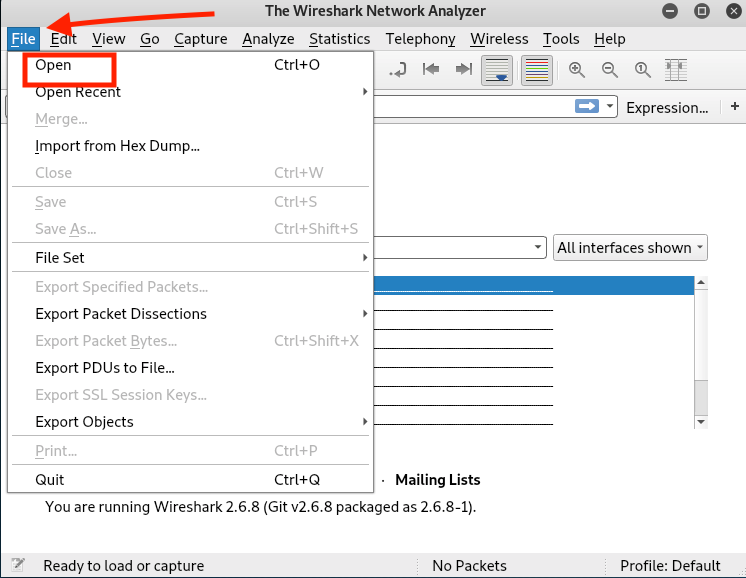 The Wireshark Network Analyzer
File Edit View Go Capture Analyze Statistics Telephony Wireless Tools Help
Open Ctrl+O
Open Recent
Merge...
Import from Hex Dump...
Close Ctrl+W
Save Ctrl+S
Save As... Ctrl+Shift+S
File Set
Export Specified Packets...
Export Packet Dissections
Export Packet Bytes... Ctrl+Shift+X
Export PDUs to File...
Export SSL Session Keys...
Export Objects
Print... Ctrl+P
Quit Ctrl+Q
Expression... +
All interfaces shown
· Mailing Lists
You are running Wireshark 2.6.8 (Git v2.6.8 packaged as 2.6.8-1).
Ready to load or capture No Packets Profile: Default